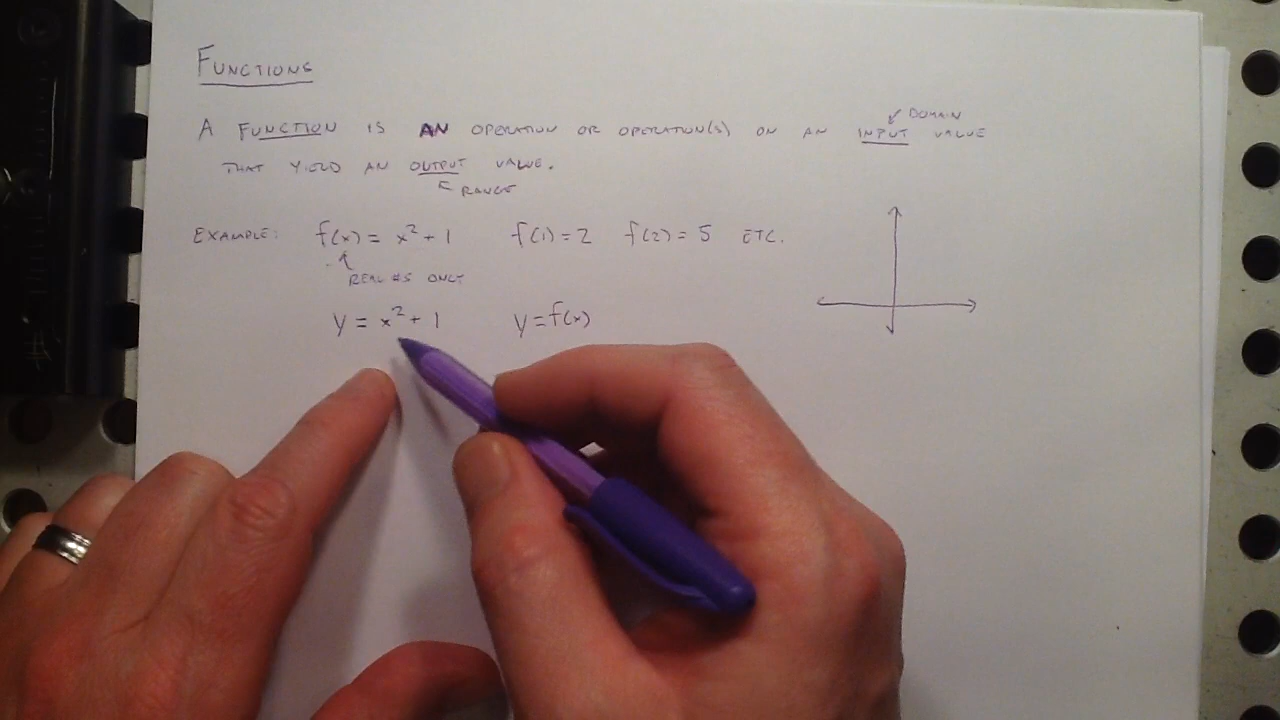 FUNCTIONS
DOMAIN
A FUNCTION IS AN OPERATION OR OPERATION(S) ON AN INPUT VALUE
THAT YIELD AN OUTPUT VALUE.
RANGE
EXAMPLE: f(x) = x² + 1 f(1) = 2 f(2) = 5 ETC.
REAL #S ONLY
y = x² + 1 y = f(x)